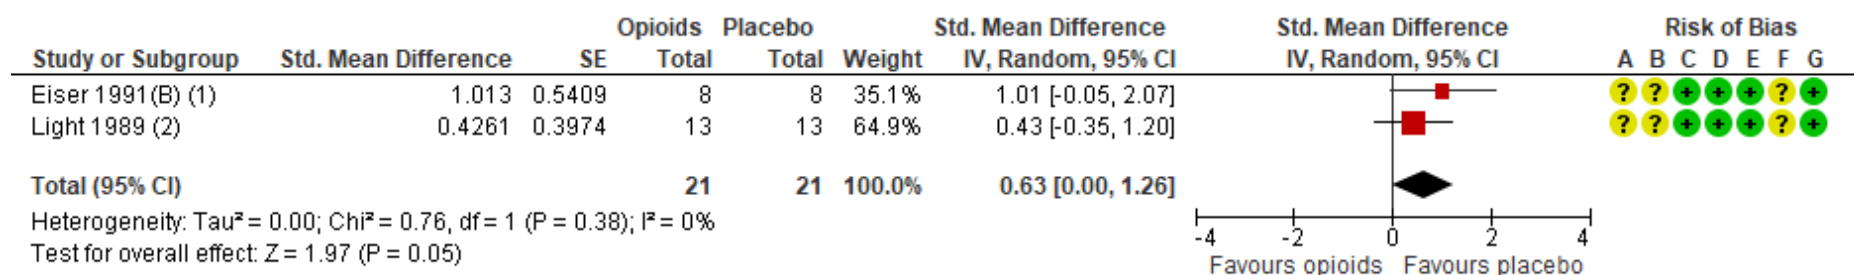 Opioids Placebo Std. Mean Difference Std. Mean Difference Risk of Bias
Study or Subgroup Std. Mean Difference SE Total Total Weight IV, Random, 95% CI IV, Random, 95% CI A B C D E F G
Eiser 1991(B) (1) 1.013 0.5409 8 8 35.1% 1.01 [-0.05, 2.07] ? ? + + + ? +
Light 1989 (2) 0.4261 0.3974 13 13 64.9% 0.43 [-0.35, 1.20] ? ? + + + ? +
Total (95% CI) 21 21 100.0% 0.63 [0.00, 1.26]
Heterogeneity: Tau² = 0.00; Chi² = 0.76, df = 1 (P = 0.38); I² = 0%
Test for overall effect: Z = 1.97 (P = 0.05)
-4 -2 0 2 4
Favours opioids Favours placebo